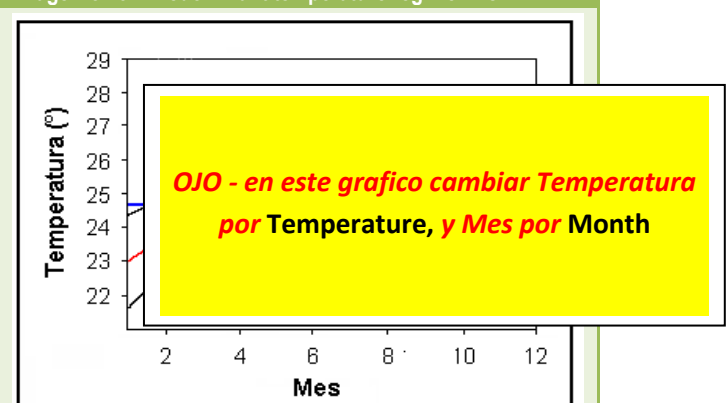 29
28
27
26
25
24
23
22
Temperatura (º)
OJO - en este grafico cambiar Temperatura
por Temperature, y Mes por Month
2 4 6 8 10 12
Mes